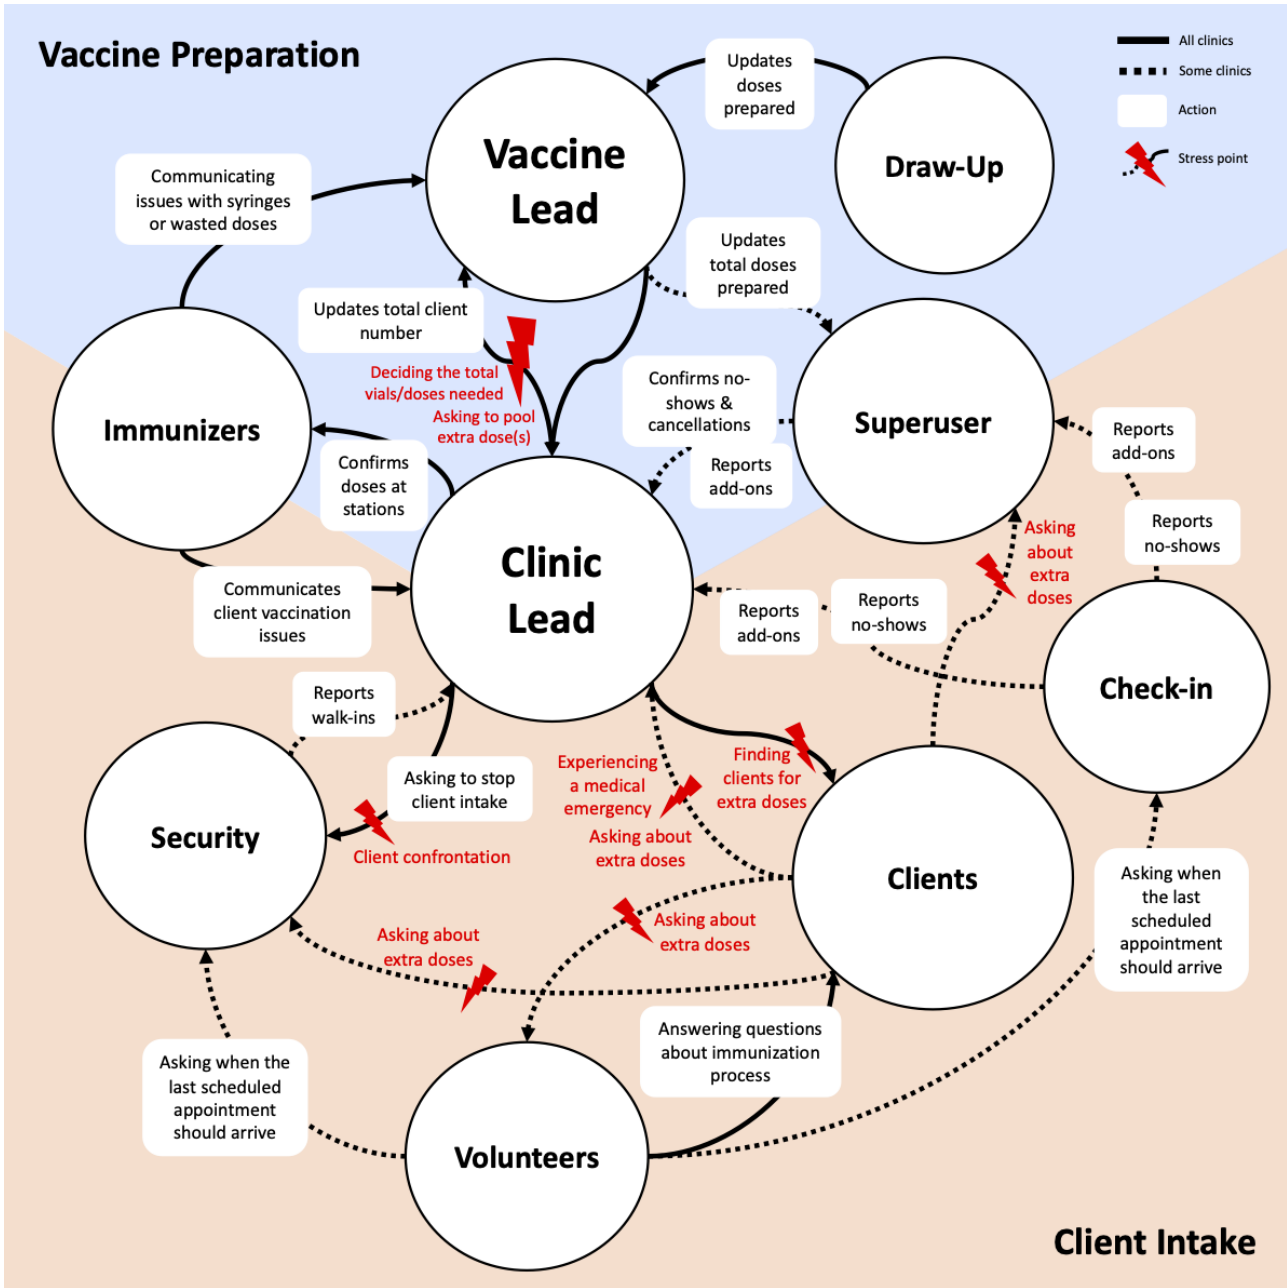 Vaccine Preparation
All clinics
Some clinics
Action
Stress point
Updates
doses
prepared
Vaccine
Lead
Draw-Up
Communicating
issues with syringes
or wasted doses
Updates
total doses
prepared
Updates total client
number
Deciding the total
vials/doses needed
Asking to pool
extra dose(s)
Confirms no-
shows &
cancellations
Reports
add-ons
Immunizers
Superuser
Reports
add-ons
Confirms
doses at
stations
Reports
no-shows
Asking
about
extra
doses
Clinic
Lead
Communicates
client vaccination
issues
Reports
add-ons
Reports
no-shows
Check-in
Reports
walk-ins
Asking to stop
client intake
Experiencing
a medical
emergency
Asking about
extra doses
Finding
clients for
extra doses
Security
Client confrontation
Clients
Asking when
the last
scheduled
appointment
should arrive
Asking about
extra doses
Asking about
extra doses
Answering questions
about immunization
process
Asking when the
last scheduled
appointment
should arrive
Volunteers
Client Intake